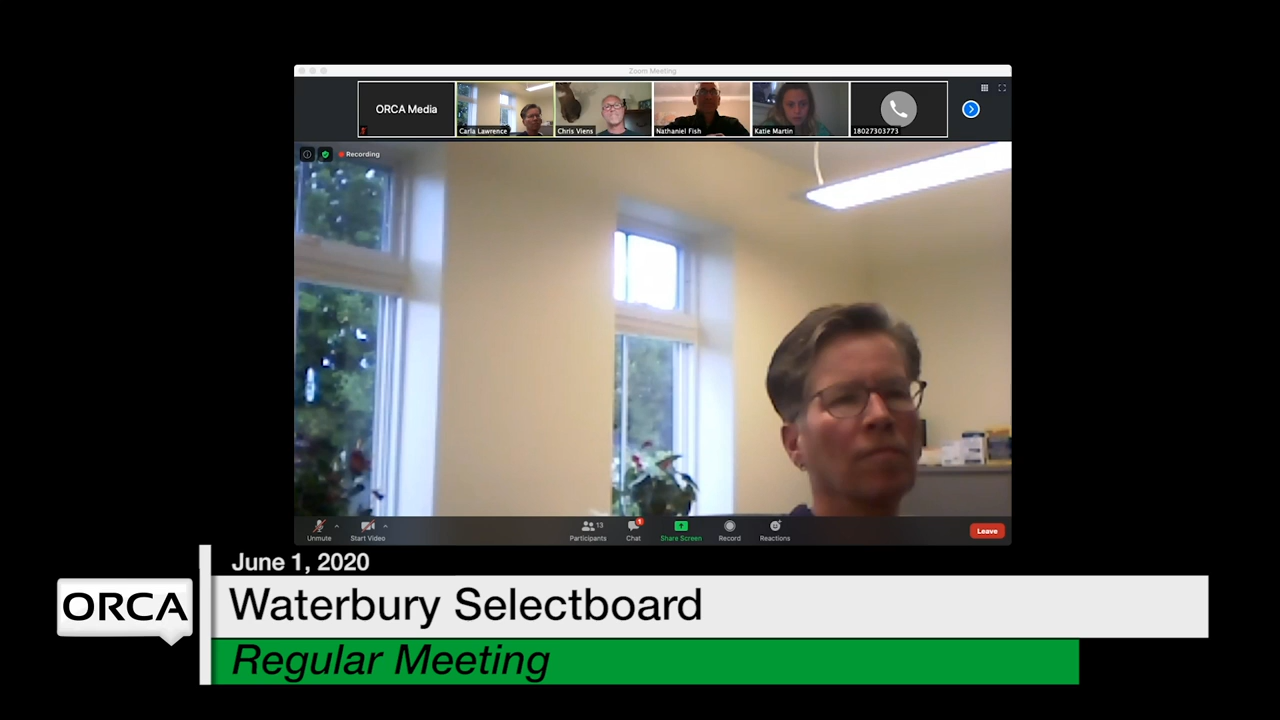 Zoom Meeting
ORCA Media
Carla Lawrence
Chris Viens
Nathaniel Fish
Katie Martin
18027303773
Recording
Unmute
Start Video
13
Participants
1
Chat
Share Screen
Record
Reactions
Leave
June 1, 2020
ORCA
Waterbury Selectboard
Regular Meeting